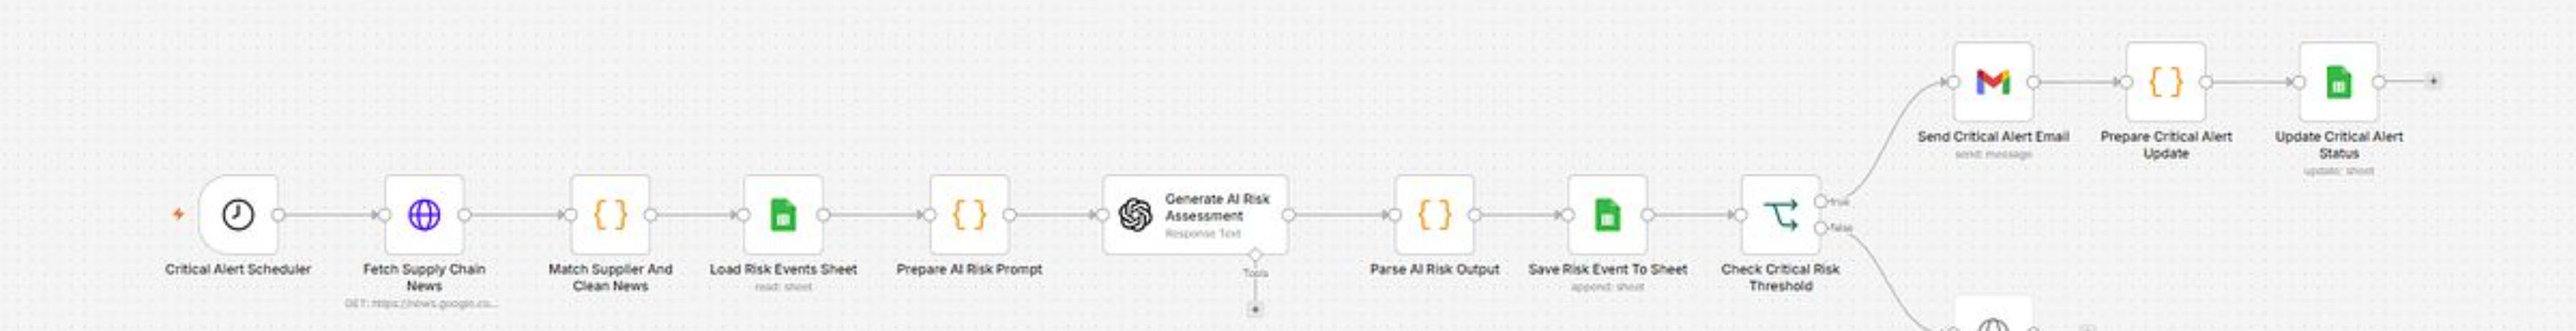 Send Critical Alert Email
send: message
Prepare Critical Alert
Update
Update Critical Alert
Status
update: sheet
Critical Alert Scheduler
Fetch Supply Chain
News
GET: https://news.google.co...
Match Supplier And
Clean News
Load Risk Events Sheet
read: sheet
Prepare AI Risk Prompt
Generate AI Risk
Assessment
Response Text
Tools
Parse AI Risk Output
Save Risk Event To Sheet
append: sheet
true
false
Check Critical Risk
Threshold